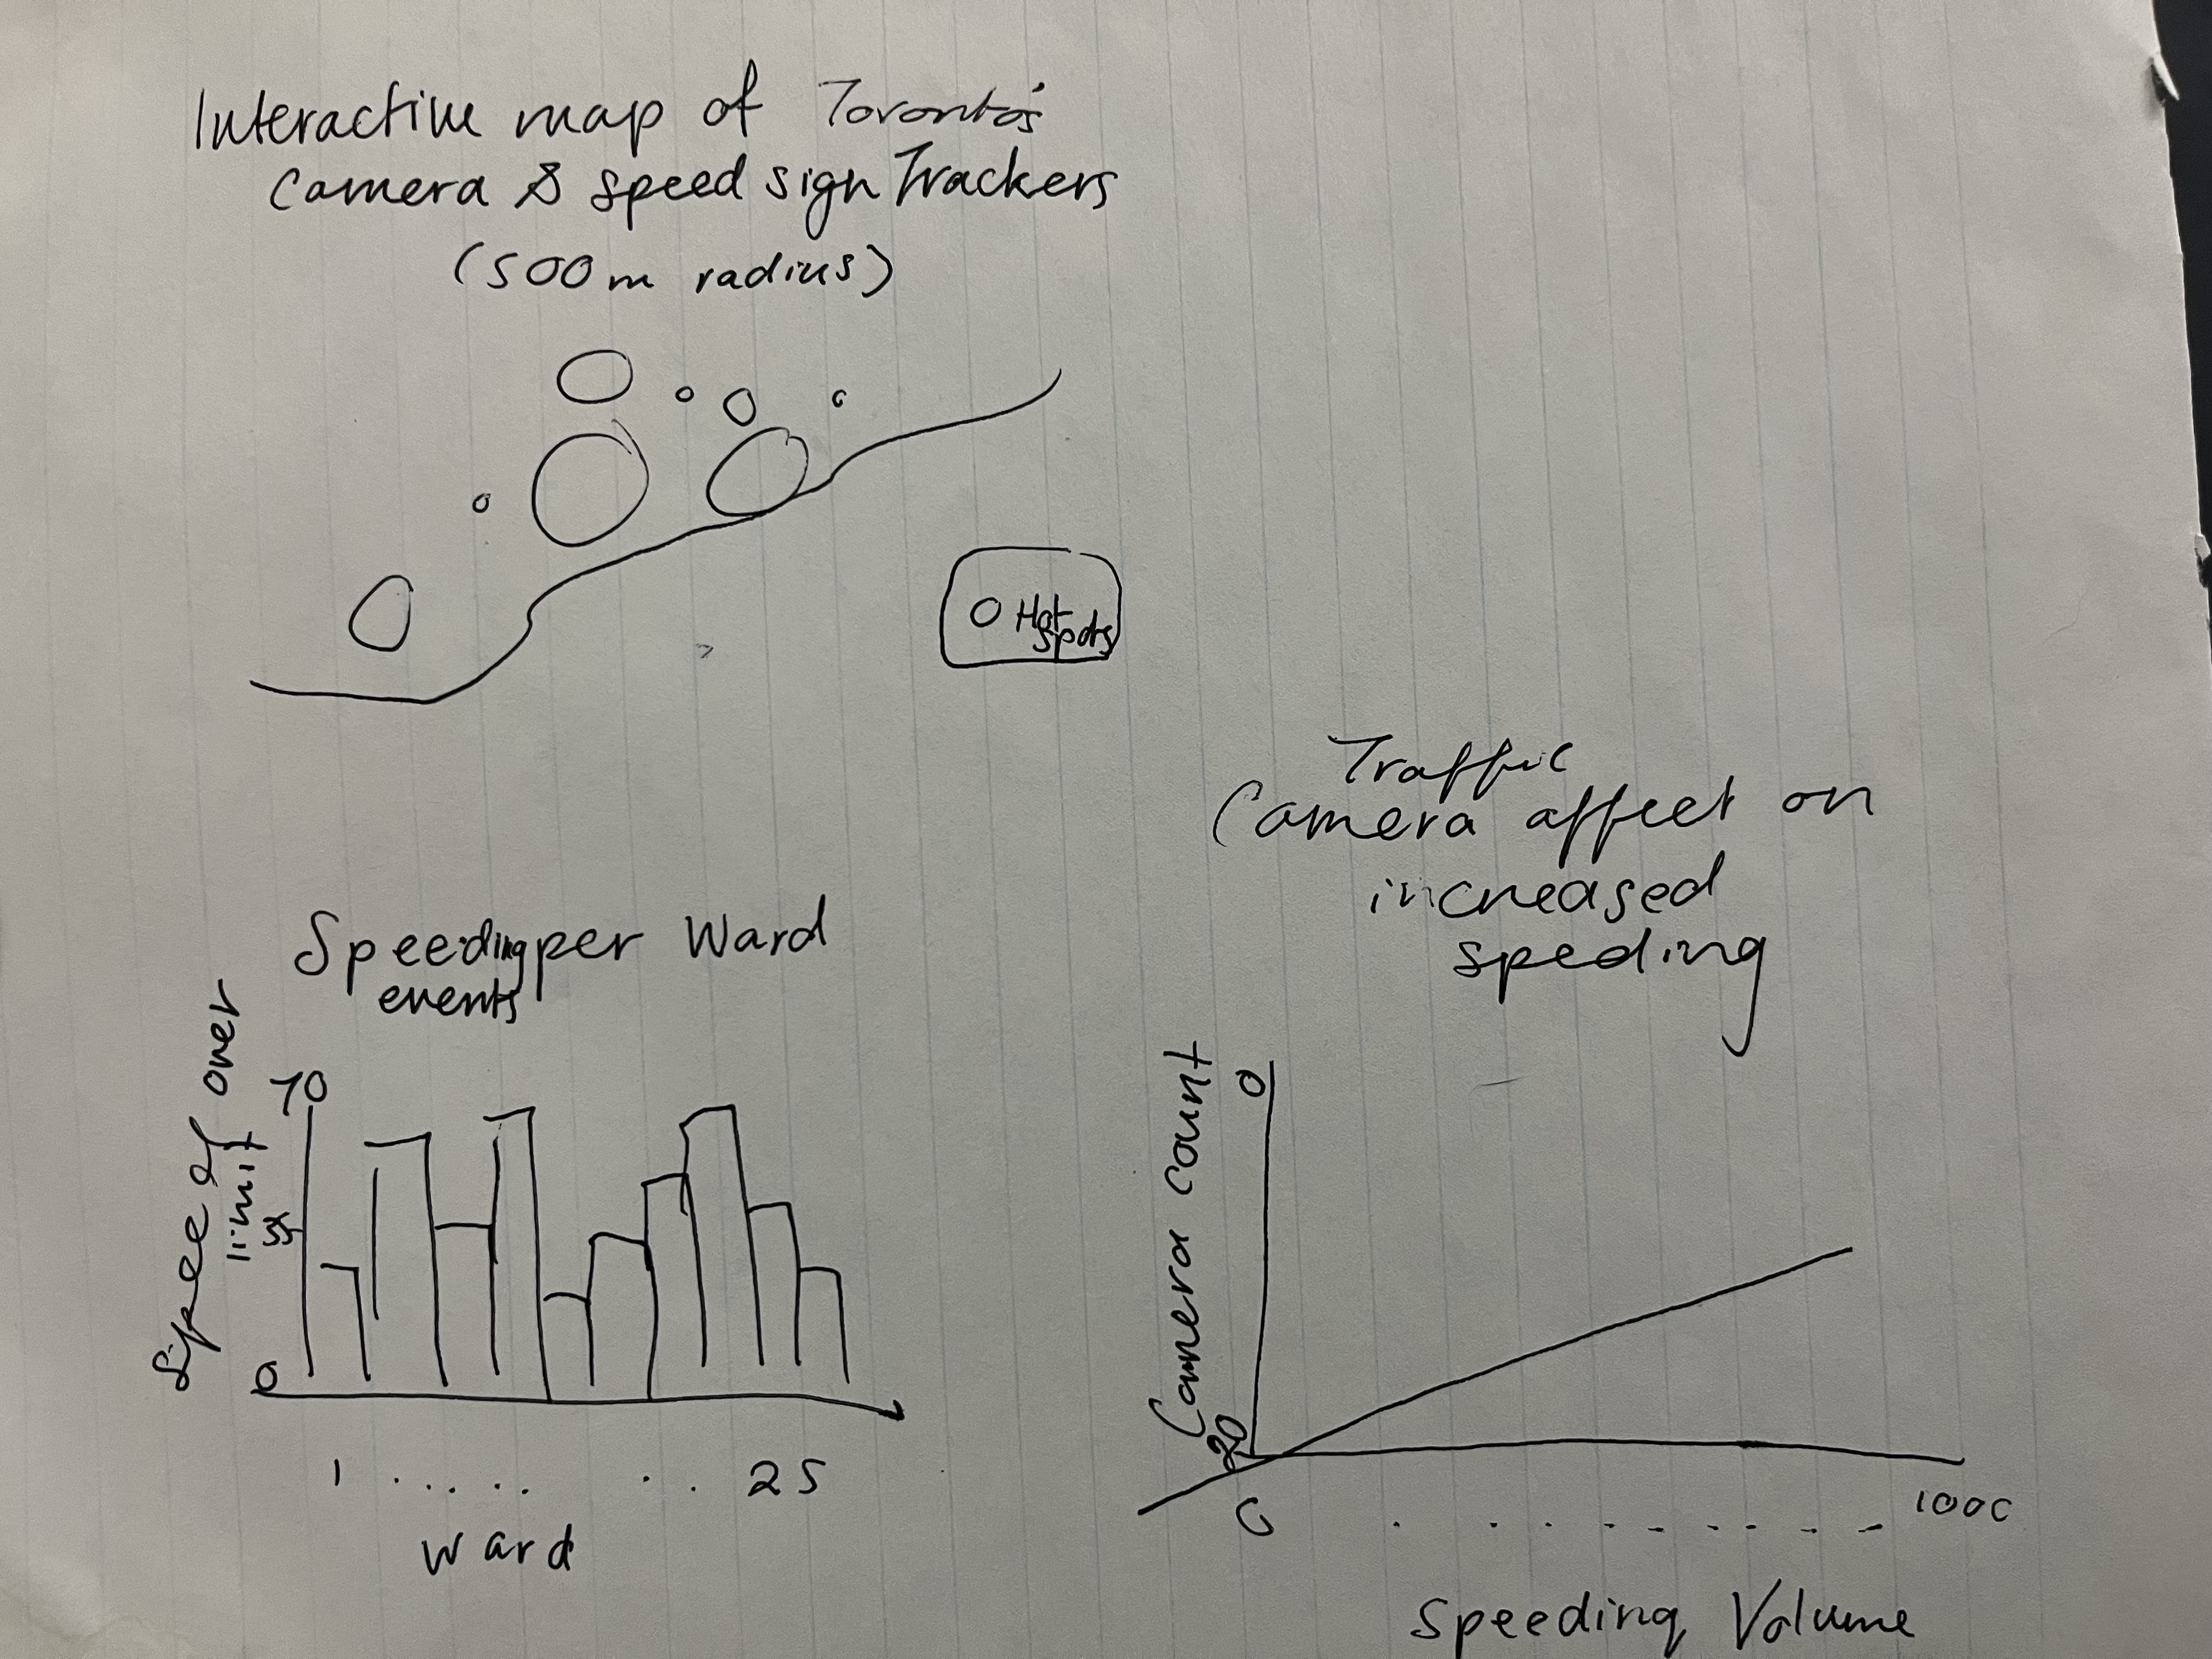 Interactive map of Toronto's
Camera & Speed sign Trackers
(500m radius)
O Hot
spots
Speeding per Ward
events
Speed over
limit
70
35
0
1 . . . . . . . 25
Ward
Traffic
Camera affect on
increased
speeding
0
Camera count
20
0 . . . . - . . . - 1000
Speeding Volume